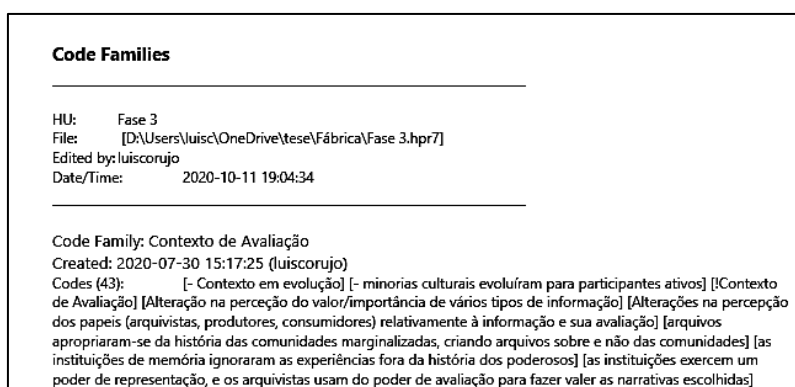 Code Families
HU: Fase 3
File: [D:\Users\luisc\OneDrive\tese\Fábrica\Fase 3.hpr7]
Edited by: luiscorujo
Date/Time: 2020-10-11 19:04:34
Code Family: Contexto de Avaliação
Created: 2020-07-30 15:17:25 (luiscorujo)
Codes (43): [- Contexto em evolução] [- minorias culturais evoluíram para participantes ativos] [!Contexto
de Avaliação] [Alteração na perceção do valor/importância de vários tipos de informação] [Alterações na percepção
dos papeis (arquivistas, produtores, consumidores) relativamente à informação e sua avaliação] [arquivos
apropriaram-se da história das comunidades marginalizadas, criando arquivos sobre e não das comunidades] [as
instituições de memória ignoraram as experiências fora da história dos poderosos] [as instituições exercem um
poder de representação, e os arquivistas usam do poder de avaliação para fazer valer as narrativas escolhidas]